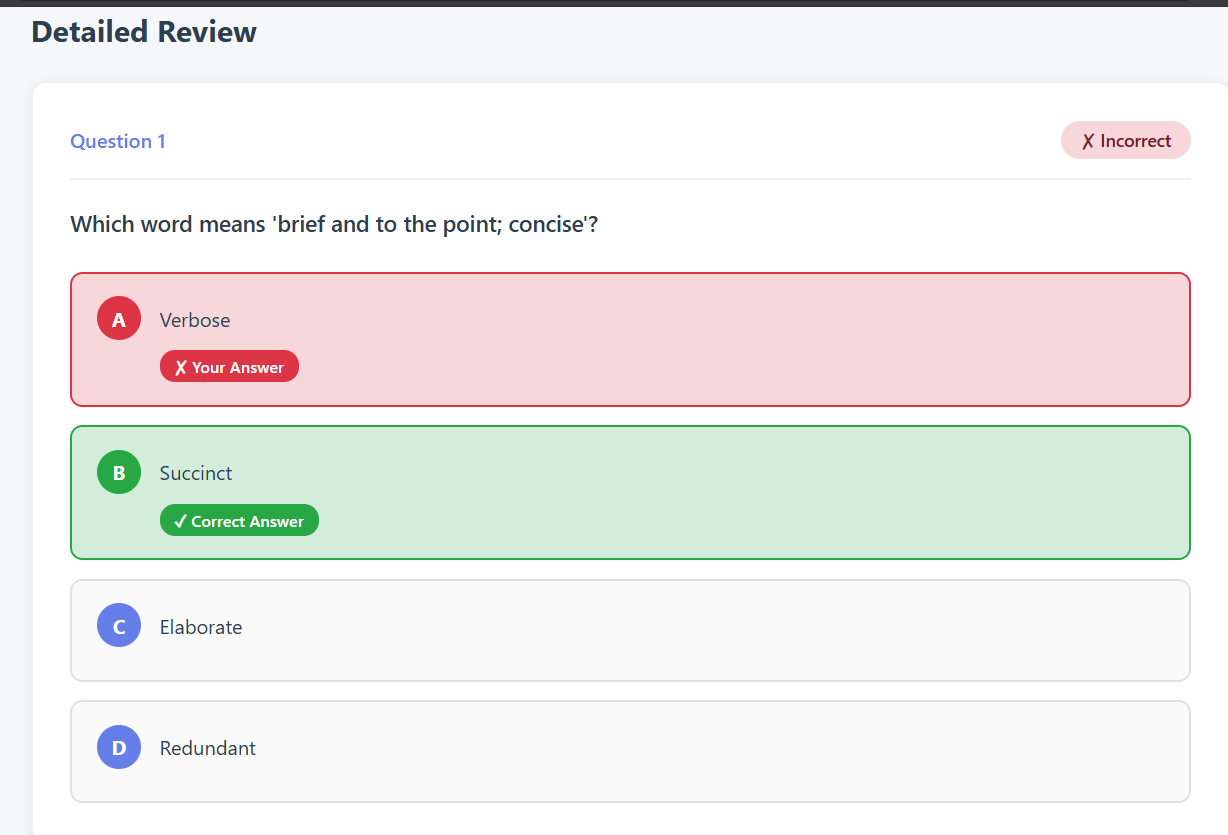 Detailed Review
Question 1
✗ Incorrect
Which word means 'brief and to the point; concise'?
A Verbose
✗ Your Answer
B Succinct
✓ Correct Answer
C Elaborate
D Redundant